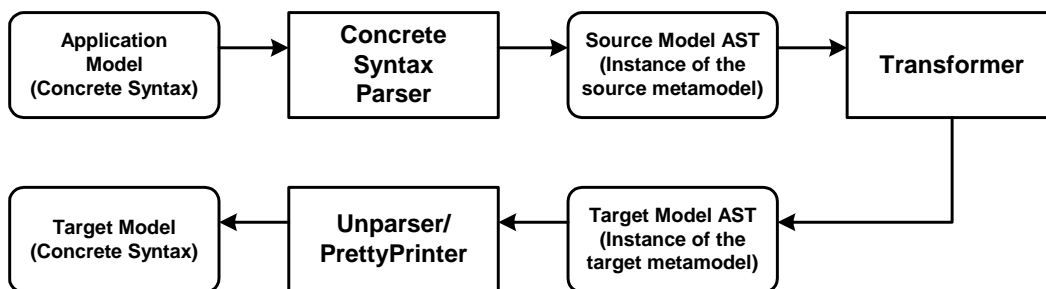 Application
Model
(Concrete Syntax)
Concrete
Syntax
Parser
Source Model AST
(Instance of the
source metamodel)
Transformer
Target Model
(Concrete Syntax)
Unparser/
PrettyPrinter
Target Model AST
(Instance of the
target metamodel)